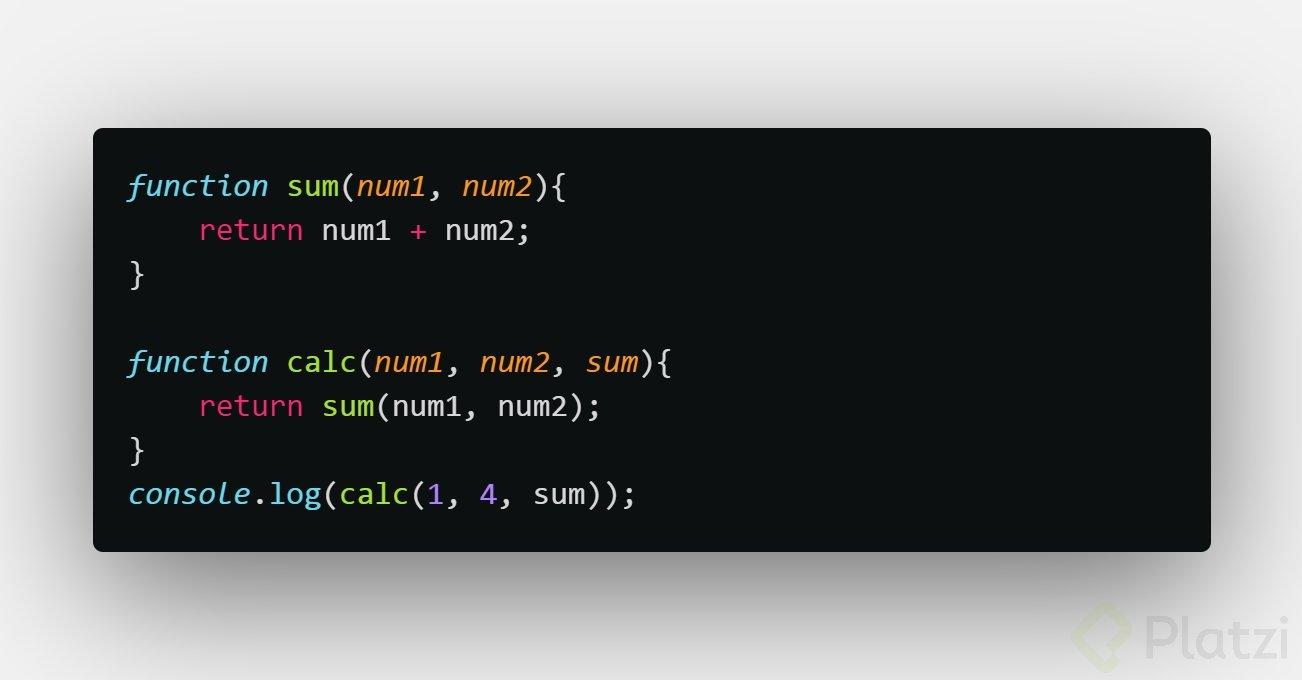 function sum(num1, num2){
    return num1 + num2;
}

function calc(num1, num2, sum){
    return sum(num1, num2);
}
console.log(calc(1, 4, sum));
Platzi